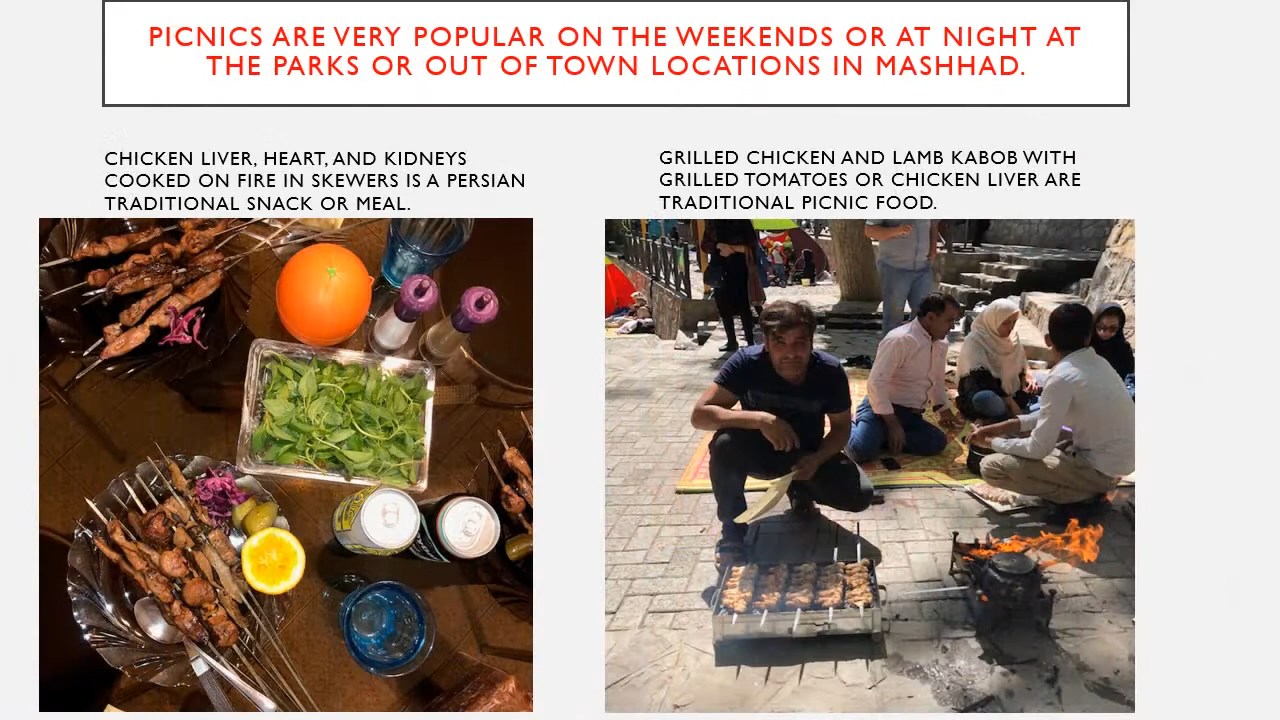 PICNICS ARE VERY POPULAR ON THE WEEKENDS OR AT NIGHT AT
THE PARKS OR OUT OF TOWN LOCATIONS IN MASHHAD.
CHICKEN LIVER, HEART, AND KIDNEYS
COOKED ON FIRE IN SKEWERS IS A PERSIAN
TRADITIONAL SNACK OR MEAL.
GRILLED CHICKEN AND LAMB KABOB WITH
GRILLED TOMATOES OR CHICKEN LIVER ARE
TRADITIONAL PICNIC FOOD.